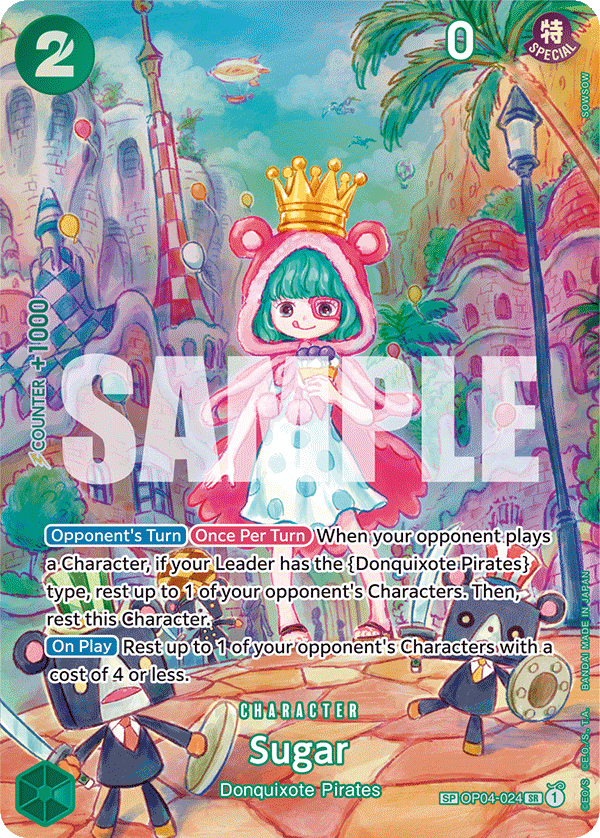 2
0
特
SPECIAL
SOWSOW
COUNTER +1000
SAMPLE
Opponent's Turn Once Per Turn When your opponent plays
a Character, if your Leader has the {Donquixote Pirates}
type, rest up to 1 of your opponent's Characters. Then,
rest this Character.
On Play Rest up to 1 of your opponent's Characters with a
cost of 4 or less.
CHARACTER
Sugar
Donquixote Pirates
SP OP04-024 SR 1
©E.O/S. ©E.O.S.,T.A. BANDAI MADE IN JAPAN